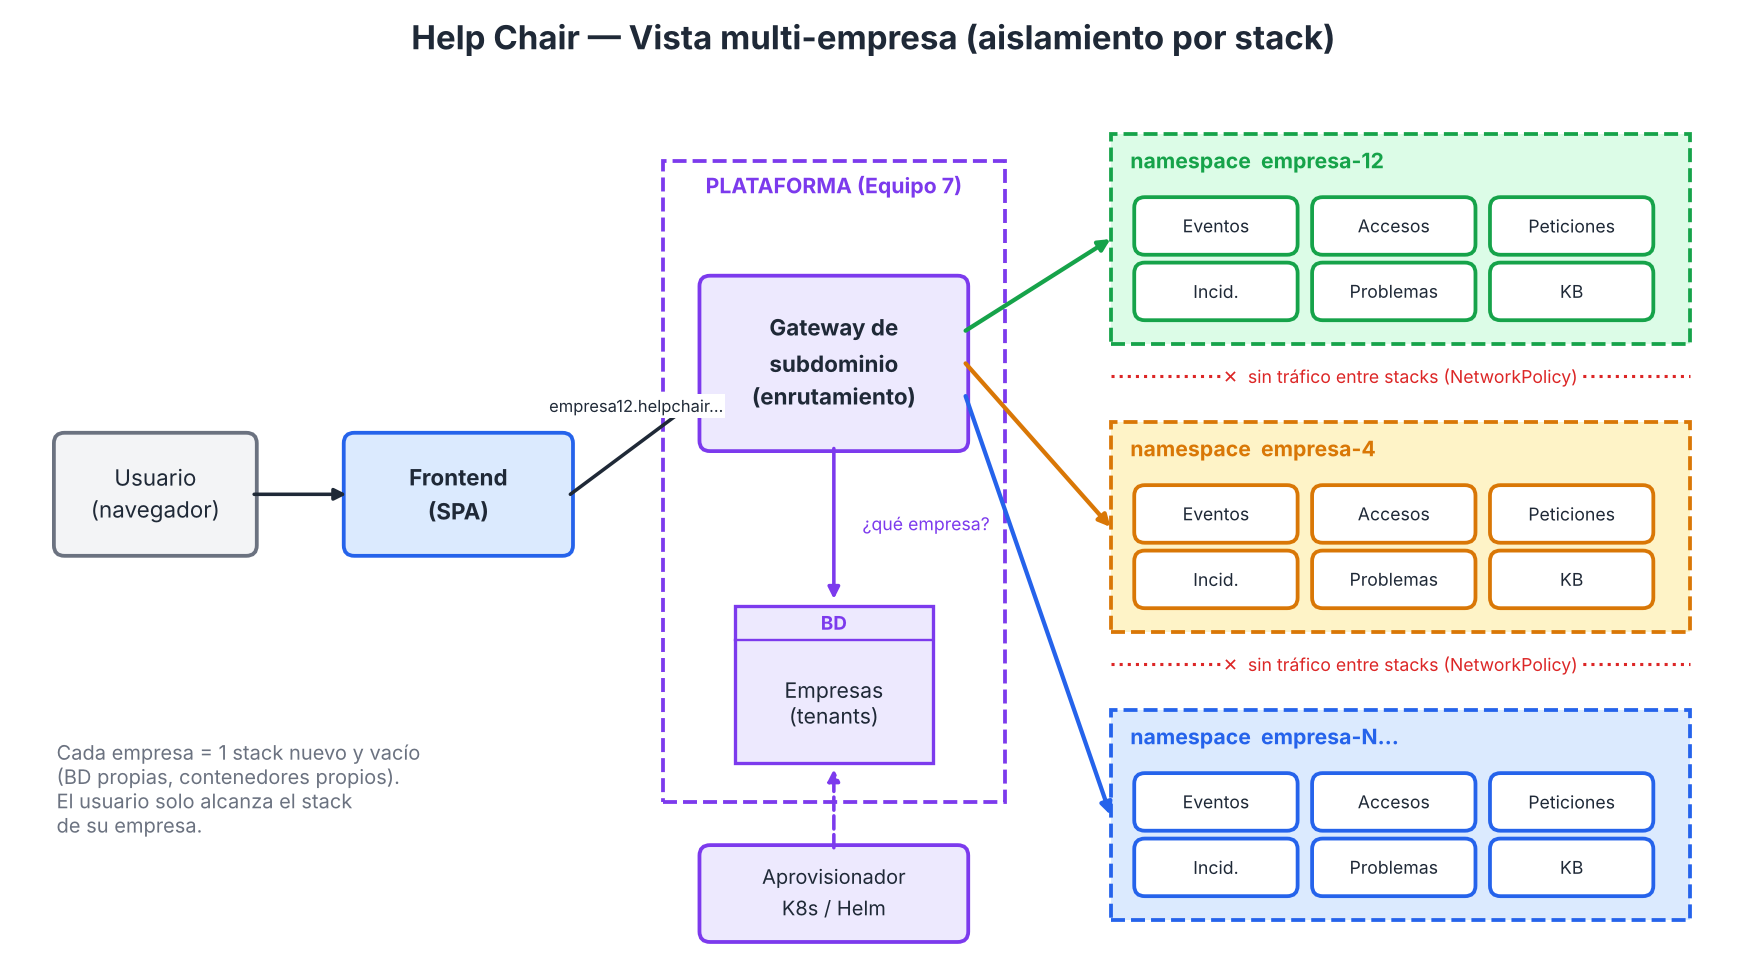 Help Chair — Vista multi-empresa (aislamiento por stack)
Usuario
(navegador)
Frontend
(SPA)
empresa12.helpchair...
PLATAFORMA (Equipo 7)
Gateway de
subdominio
(enrutamiento)
¿qué empresa?
BD
Empresas
(tenants)
Aprovisionador
K8s / Helm
namespace empresa-12
Eventos
Accesos
Peticiones
Incid.
Problemas
KB
× sin tráfico entre stacks (NetworkPolicy)
namespace empresa-4
Eventos
Accesos
Peticiones
Incid.
Problemas
KB
× sin tráfico entre stacks (NetworkPolicy)
namespace empresa-N...
Eventos
Accesos
Peticiones
Incid.
Problemas
KB
Cada empresa = 1 stack nuevo y vacío
(BD propias, contenedores propios).
El usuario solo alcanza el stack
de su empresa.